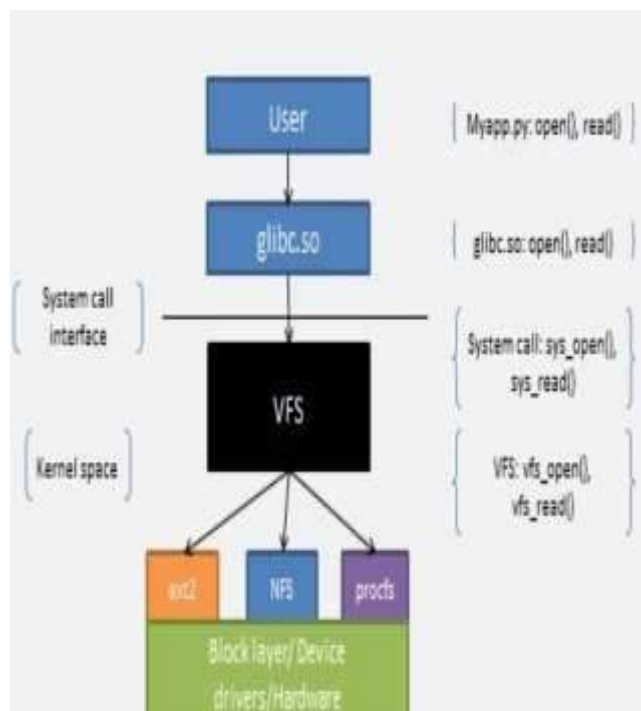 User
Myapp.py: open(), read()
glibc.so
glibc.so: open(), read()
System call
interface
System call: sys_open(),
sys_read()
VFS
Kernel space
VFS: vfs_open(),
vfs_read()
ext2
NFS
procfs
Block layer/ Device
drivers/Hardware